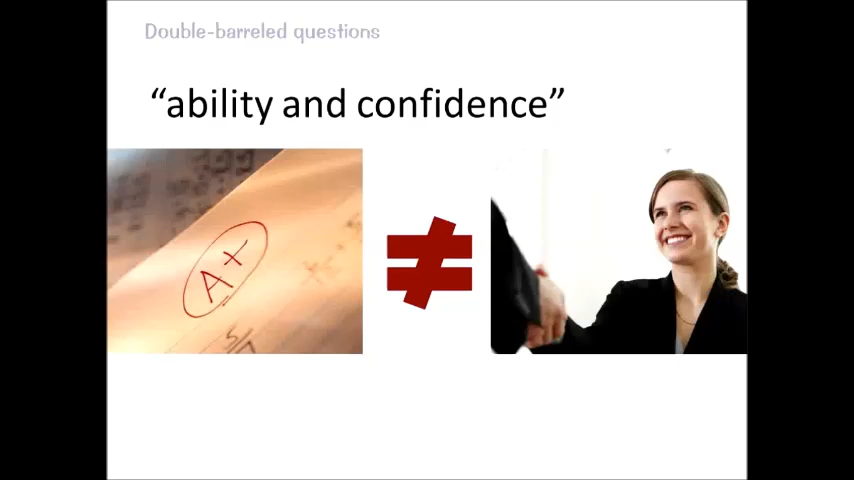 Double-barreled questions
“ability and confidence”
A+
≠